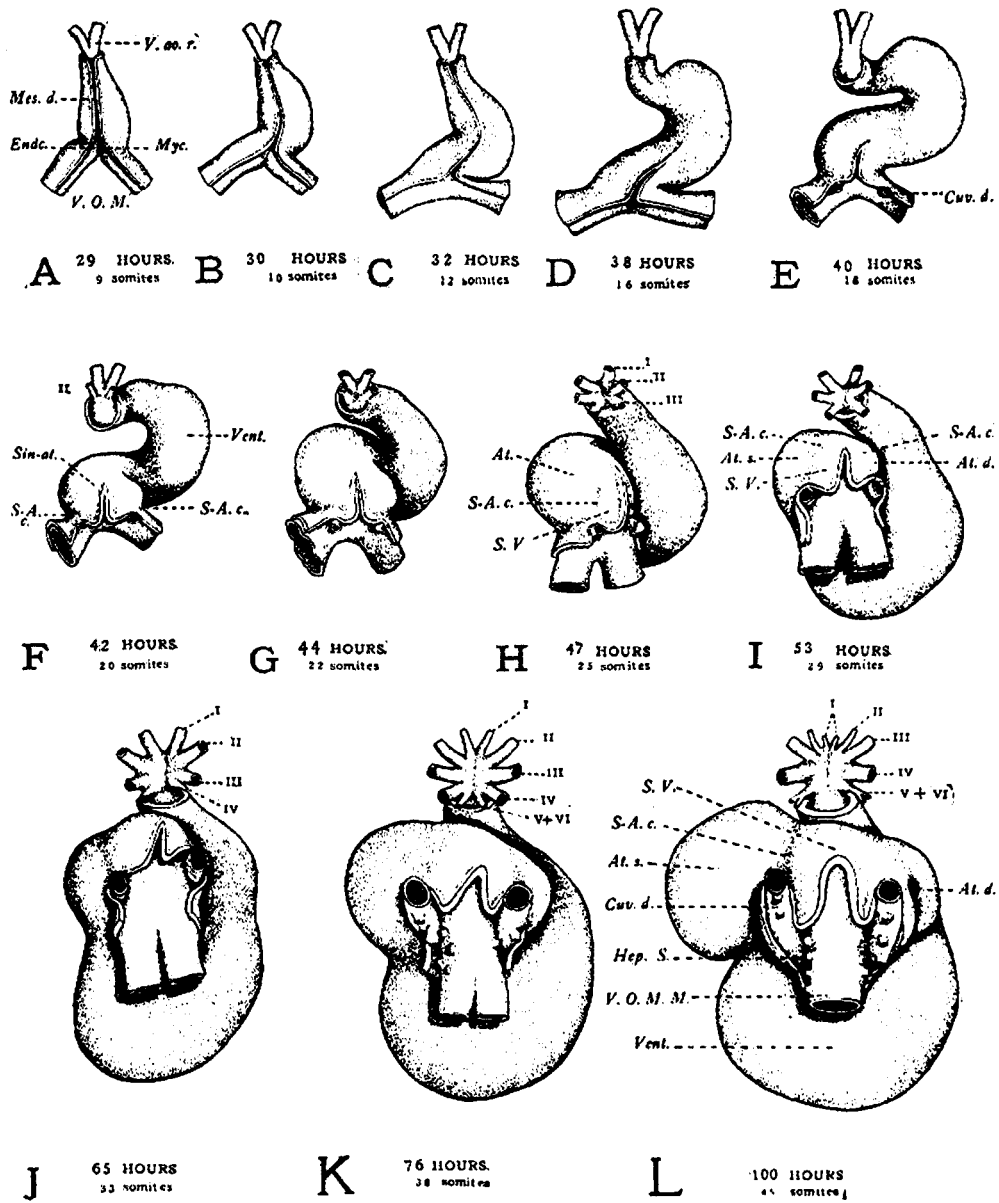 V. ao. r.
Mes. d.
Endc.
Myc.
V. O. M.
Cuv. d.
A 29 HOURS.
9 somites
B 30 HOURS
10 somites
C 32 HOURS
12 somites
D 38 HOURS
16 somites
E 40 HOURS
18 somites
II
Vent.
Sin-at.
S-A.
c.
S-A. c.
At.
S-A. c.
S. V
I
II
III
S-A. c.
At. s.
S. V.
S-A. c.
At. d.
F 42 HOURS.
20 somites
G 44 HOURS.
22 somites
H 47 HOURS
25 somites
I 53 HOURS
29 somites
I
II
III
IV
I
II
III
IV
V+VI
I
II
III
IV
V + VI
S. V.
S-A. c.
At. s.
Cuv. d.
At. d.
Hep. S.
V. O. M. M.
Vent.
J 65 HOURS
33 somites
K 76 HOURS.
38 somites
L 100 HOURS
somites